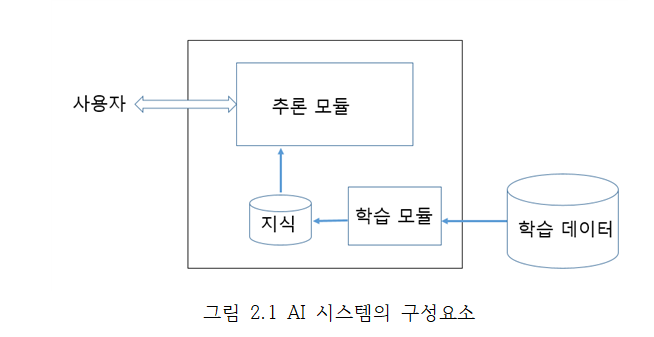 사용자
추론 모듈
지식
학습 모듈
학습 데이터
그림 2.1 AI 시스템의 구성요소